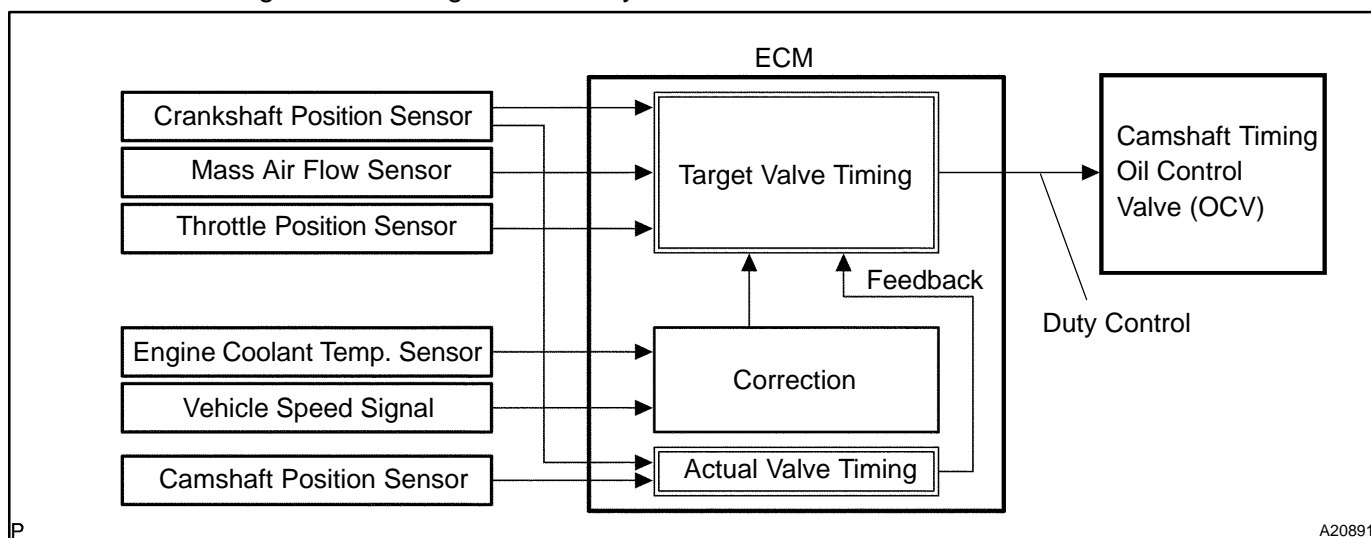 ECM
Crankshaft Position Sensor
Mass Air Flow Sensor
Throttle Position Sensor
Engine Coolant Temp. Sensor
Vehicle Speed Signal
Camshaft Position Sensor
Target Valve Timing
Feedback
Correction
Actual Valve Timing
Camshaft Timing
Oil Control
Valve (OCV)
Duty Control
P
A20891